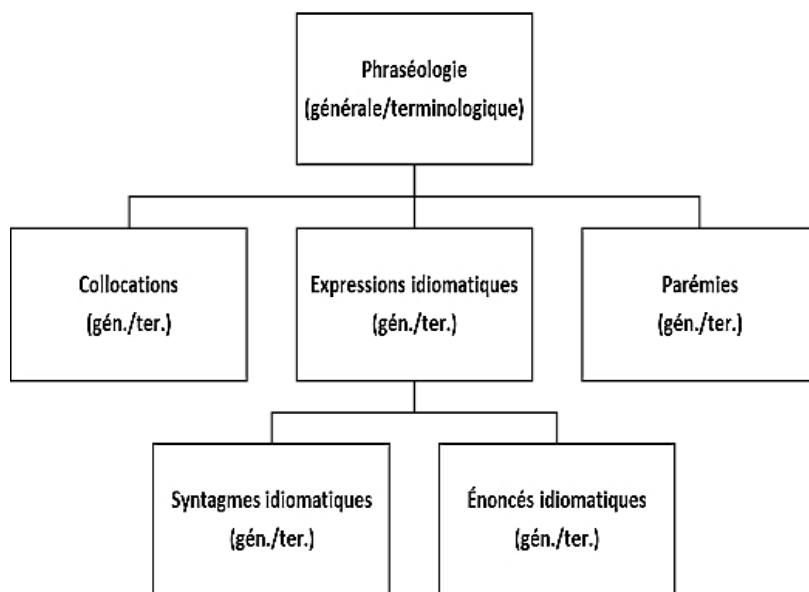 Phraséologie
(générale/terminologique)
Collocations
(gén./ter.)
Expressions idiomatiques
(gén./ter.)
Parémies
(gén./ter.)
Syntagmes idiomatiques
(gén./ter.)
Énoncés idiomatiques
(gén./ter.)